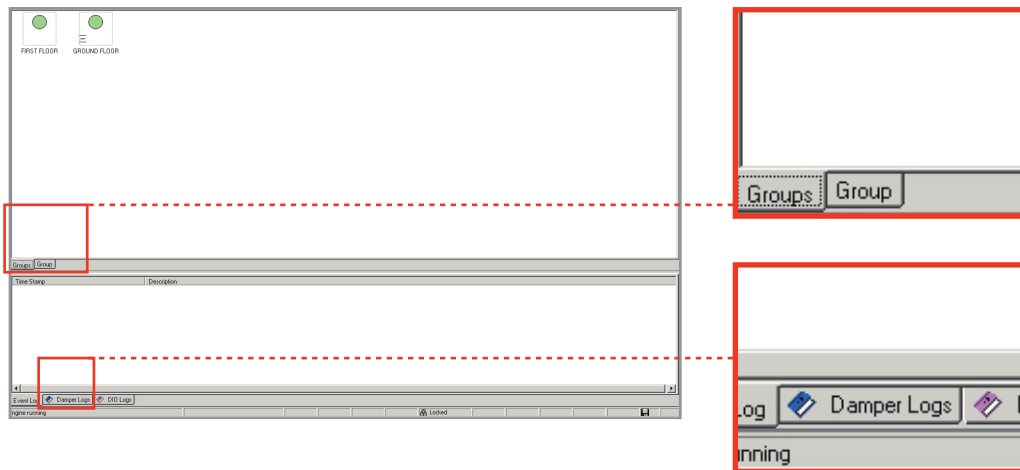 FIRST FLOOR GROUND FLOOR
Groups Group
Time Stamp Description
Event Log Damper Logs DIO Logs
ngine running Locked
Groups Group
Log Damper Logs
nning